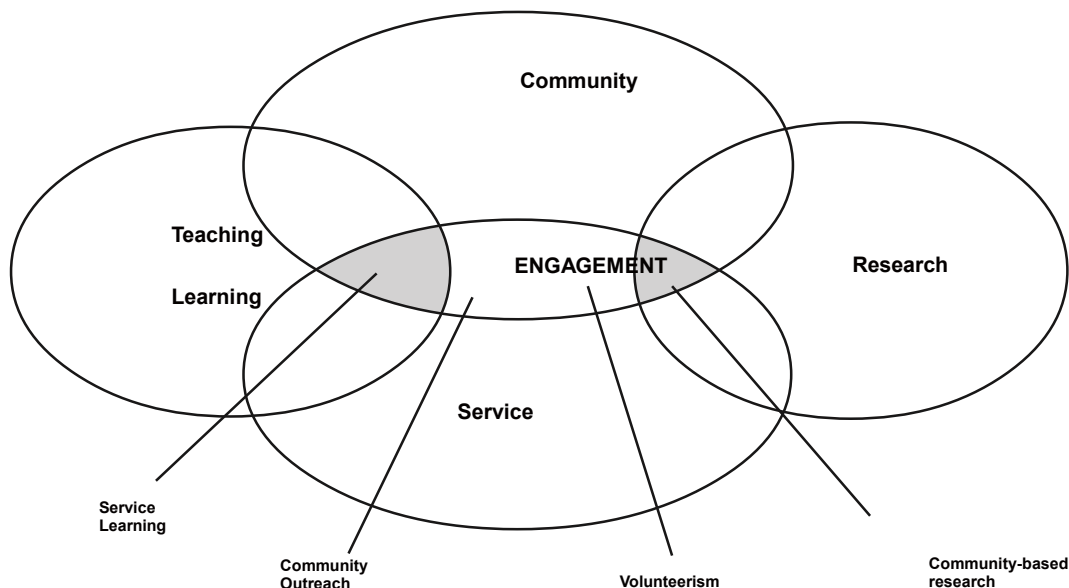 Community
Teaching
Learning
ENGAGEMENT
Research
Service
Service
Learning
Community
Outreach
Volunteerism
Community-based
research